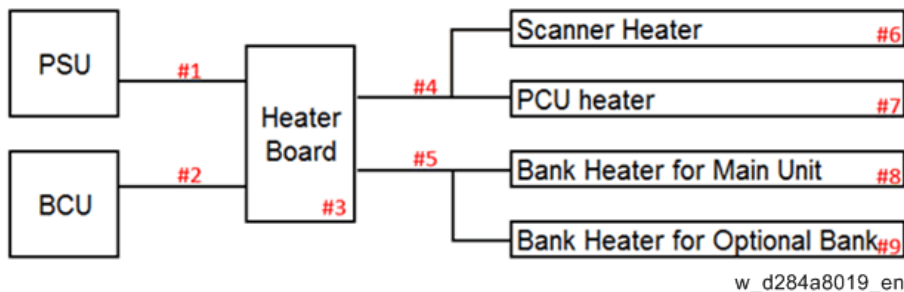 PSU
#1
BCU
#2
Heater
Board
#3
#4
#5
Scanner Heater
#6
PCU heater
#7
Bank Heater for Main Unit
#8
Bank Heater for Optional Bank
#9
w_d284a8019_en